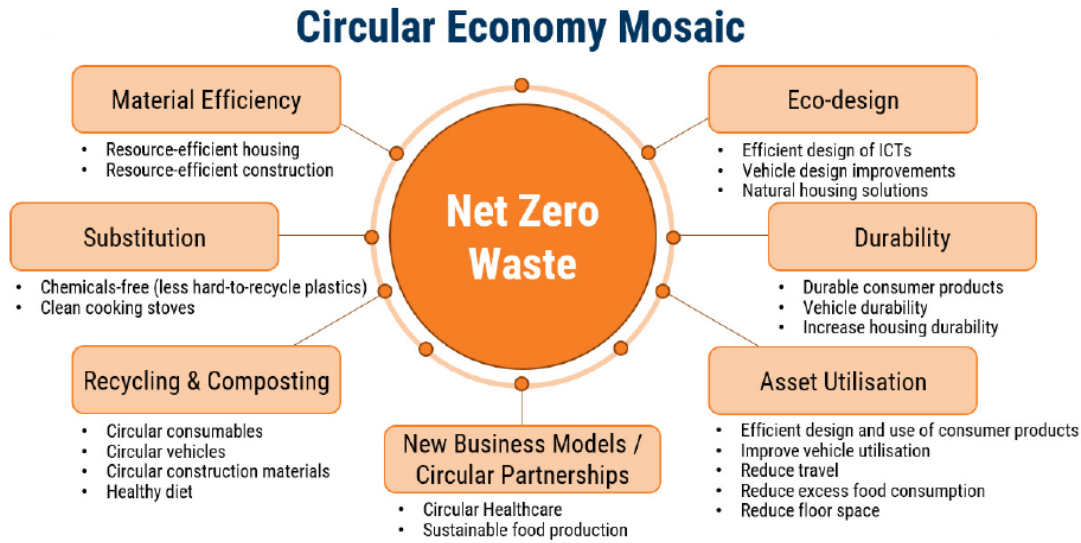 Circular Economy Mosaic
Material Efficiency
• Resource-efficient housing
• Resource-efficient construction
Substitution
• Chemicals-free (less hard-to-recycle plastics)
• Clean cooking stoves
Recycling & Composting
• Circular consumables
• Circular vehicles
• Circular construction materials
• Healthy diet
Net Zero
Waste
New Business Models /
Circular Partnerships
• Circular Healthcare
• Sustainable food production
Eco-design
• Efficient design of ICTs
• Vehicle design improvements
• Natural housing solutions
Durability
• Durable consumer products
• Vehicle durability
• Increase housing durability
Asset Utilisation
• Efficient design and use of consumer products
• Improve vehicle utilisation
• Reduce travel
• Reduce excess food consumption
• Reduce floor space